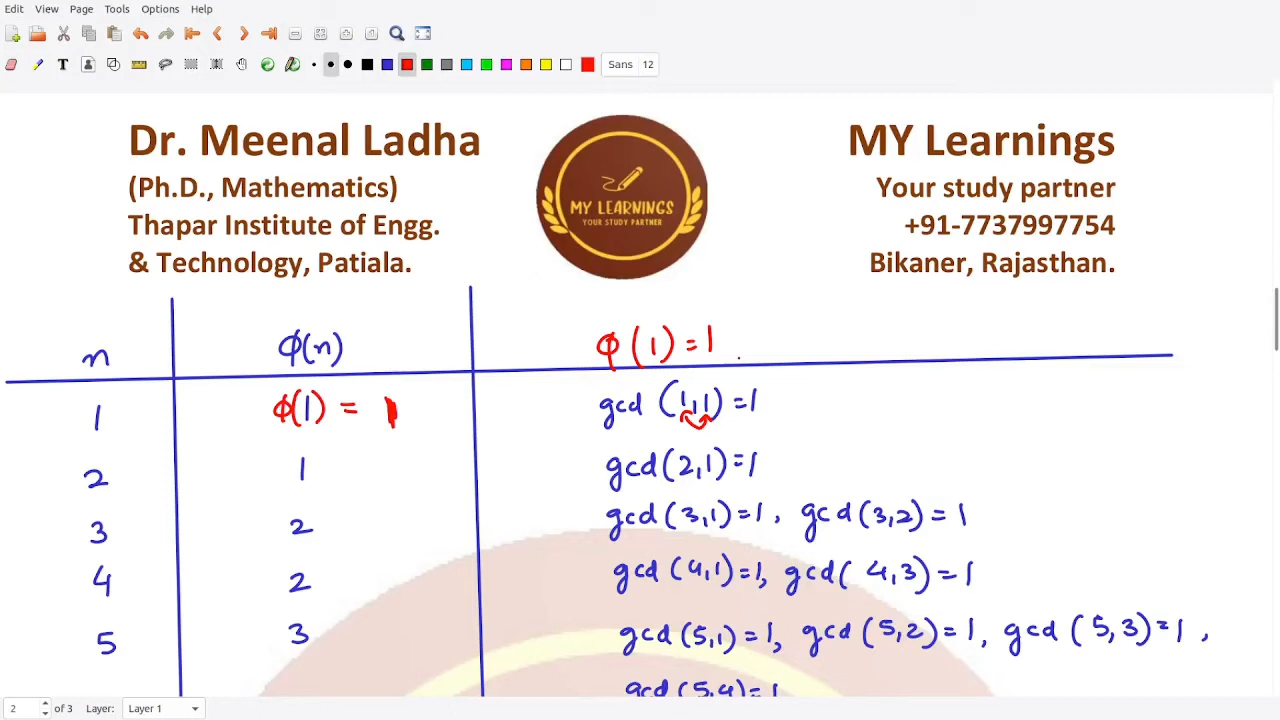 Edit View Page Tools Options Help
Sans 12
Dr. Meenal Ladha
(Ph.D., Mathematics)
Thapar Institute of Engg.
& Technology, Patiala.
MY LEARNINGS
YOUR STUDY PARTNER
MY Learnings
Your study partner
+91-7737997754
Bikaner, Rajasthan.
n ϕ(n) ϕ(1)=1
1 ϕ(1) = 1 gcd (1,1)=1
2 1 gcd(2,1)=1
3 2 gcd(3,1)=1, gcd(3,2)=1
4 2 gcd(4,1)=1, gcd(4,3)=1
5 3 gcd(5,1)=1, gcd(5,2)=1, gcd(5,3)=1,
gcd(5,4)=1
2 of 3 Layer: Layer 1